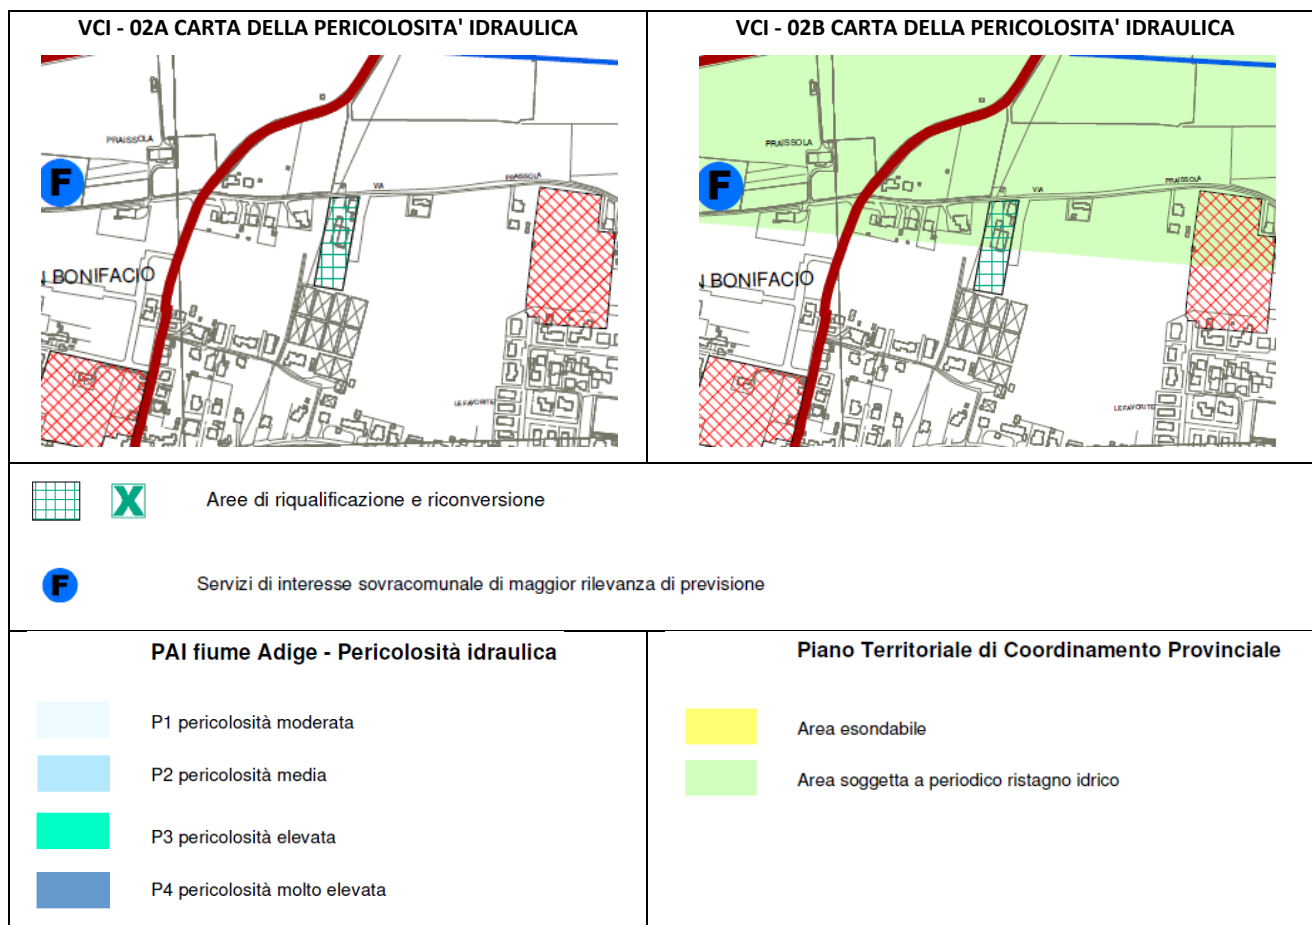 VCI - 02A CARTA DELLA PERICOLOSITA' IDRAULICA
PRAISSOLA
F
VIA
PRAISSOLA
N BONIFACIO
LE FAVORITE
VCI - 02B CARTA DELLA PERICOLOSITA' IDRAULICA
PRAISSOLA
F
VIA
PRAISSOLA
N BONIFACIO
LE FAVORITE
X
Aree di riqualificazione e riconversione
F
Servizi di interesse sovracomunale di maggior rilevanza di previsione
PAI fiume Adige - Pericolosità idraulica
P1 pericolosità moderata
P2 pericolosità media
P3 pericolosità elevata
P4 pericolosità molto elevata
Piano Territoriale di Coordinamento Provinciale
Area esondabile
Area soggetta a periodico ristagno idrico